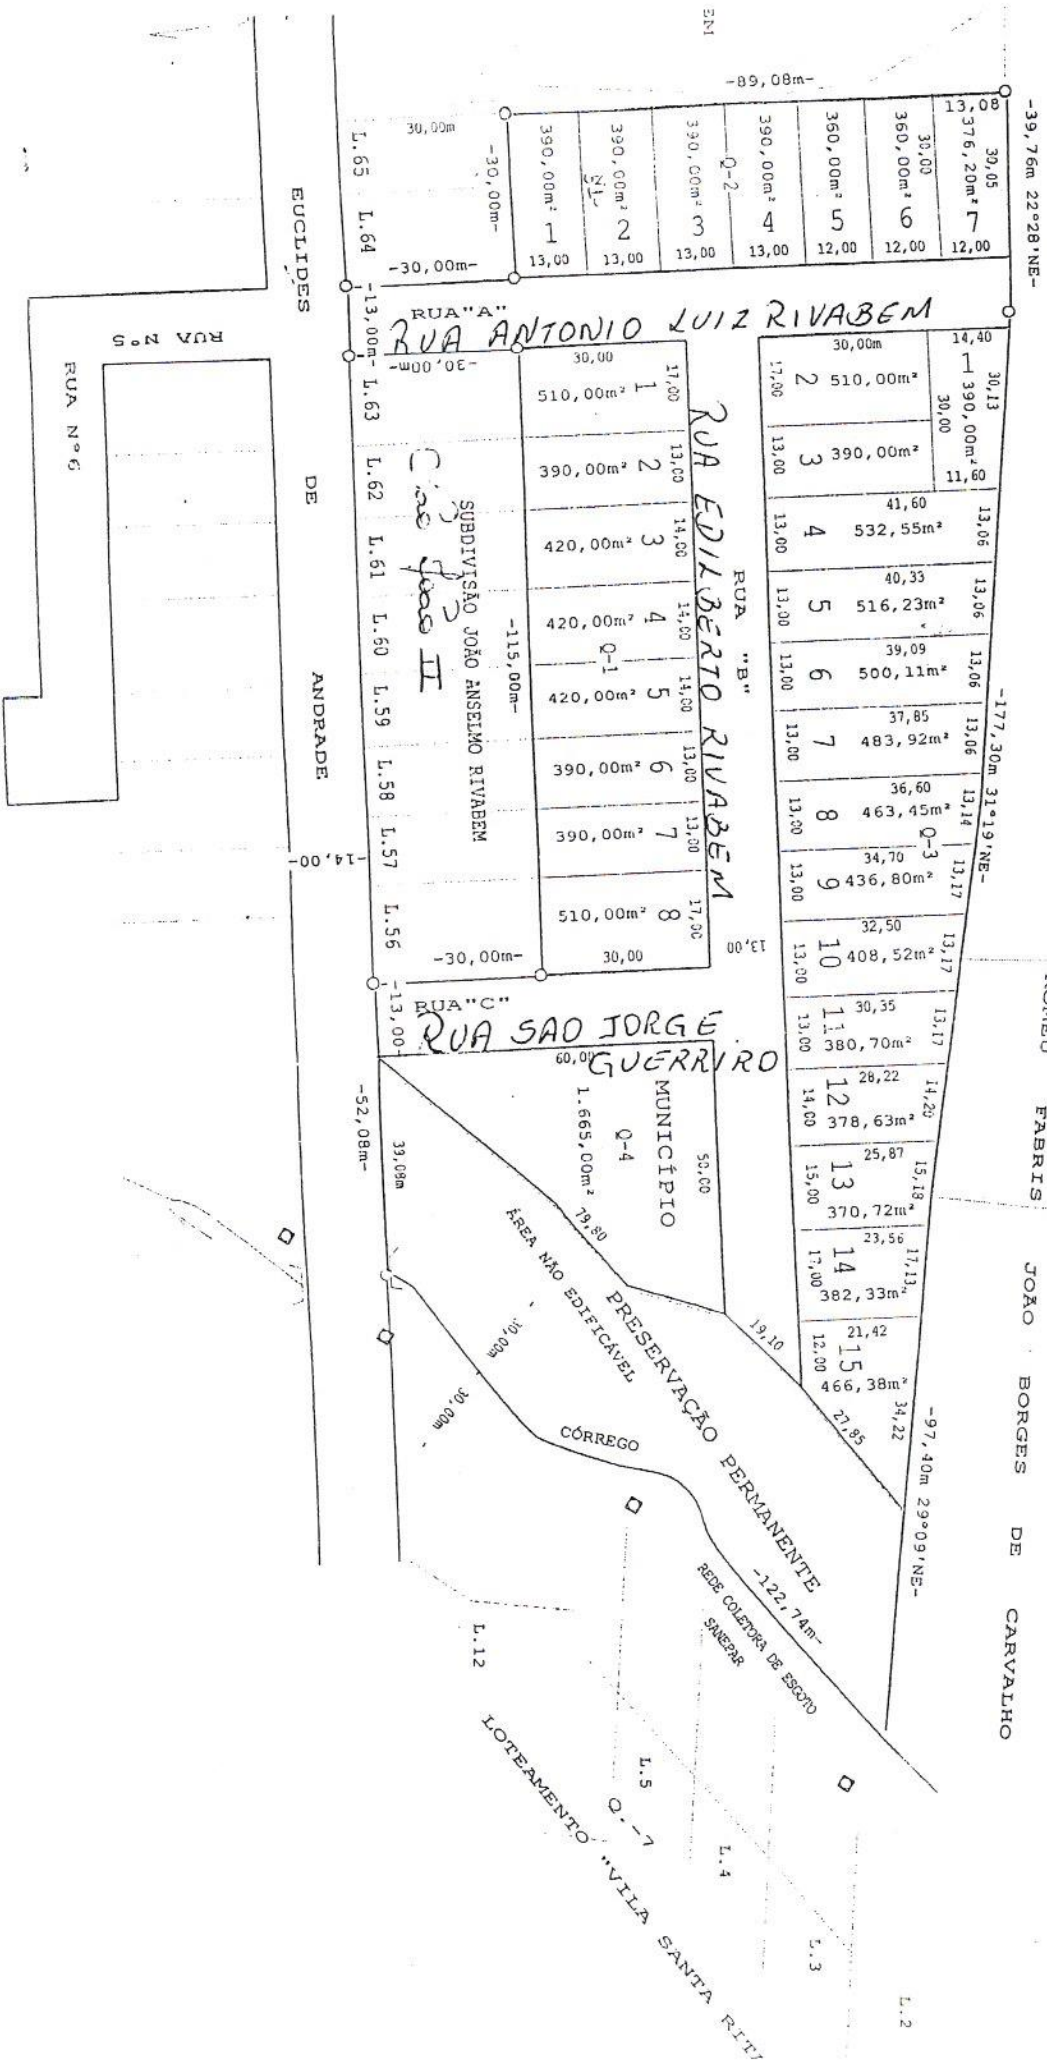 EM
-89,08m-
-39,76m 22°28'NE-
30,00m
-30,00m-
L.65
L.64
-30,00m-
390,00m²
1
13,00
390,00m²
2
13,00
390,00m²
3
13,00
Q-2
390,00m²
4
13,00
360,00m²
5
12,00
30,00
360,00m²
6
12,00
13,08
30,05
376,20m²
7
12,00
EUCLIDES
DE
ANDRADE
RUA Nº5
RUA Nº6
-13,00m-
RUA"A"
RUA ANTONIO LUIZ RIVABEM
-30,00m-
L.63
L.62
L.61
L.60
L.59
L.58
L.57
L.56
-14,00-
SUBDIVISÃO JOÃO ANSELMO RIVABEM
João II
-115,00m-
-30,00m-
30,00
17,00
1
510,00m²
13,00
2
390,00m²
14,00
3
420,00m²
14,00
4
420,00m²
Q-1
14,00
5
420,00m²
13,00
6
390,00m²
13,00
7
390,00m²
17,00
8
510,00m²
30,00
RUA EDILBERTO RIVABEM
RUA "B"
13,00
14,40
30,13
1 390,00m²
30,00
11,60
30,00m
2 510,00m²
17,00
3 390,00m²
13,00
41,60
4 532,55m²
13,00
13,06
40,33
5 516,23m²
13,00
13,06
39,09
6 500,11m²
13,00
13,06
37,85
7 483,92m²
13,00
13,06
36,60
8 463,45m²
13,00
13,14
Q-3
34,70
9 436,80m²
13,00
13,17
32,50
10 408,52m²
13,00
13,17
30,35
11 380,70m²
13,00
13,17
28,22
12 378,63m²
14,00
14,20
25,87
13 370,72m²
15,00
15,18
23,56
14 382,33m²
17,00
17,13
21,42
15 466,38m²
12,00
34,22
27,85
-177,30m 31°19'NE-
-97,40m 29°09'NE-
FABRIS
JOÃO BORGES DE CARVALHO
-13,00-
RUA"C"
RUA SAO JORGE
GUERRIRO
60,00
MUNICÍPIO
Q-4
1.665,00m²
50,00
79,80
19,10
-52,08m-
39,08m
ÁREA NÃO EDIFICÁVEL
PRESERVAÇÃO PERMANENTE
30,00m
30,00m
CÓRREGO
-122,74m-
REDE COLETORA DE ESGOTO
SANEPAR
L.12
L.5
Q.-7
L.4
L.3
L.2
LOTEAMENTO "VILA SANTA RITA